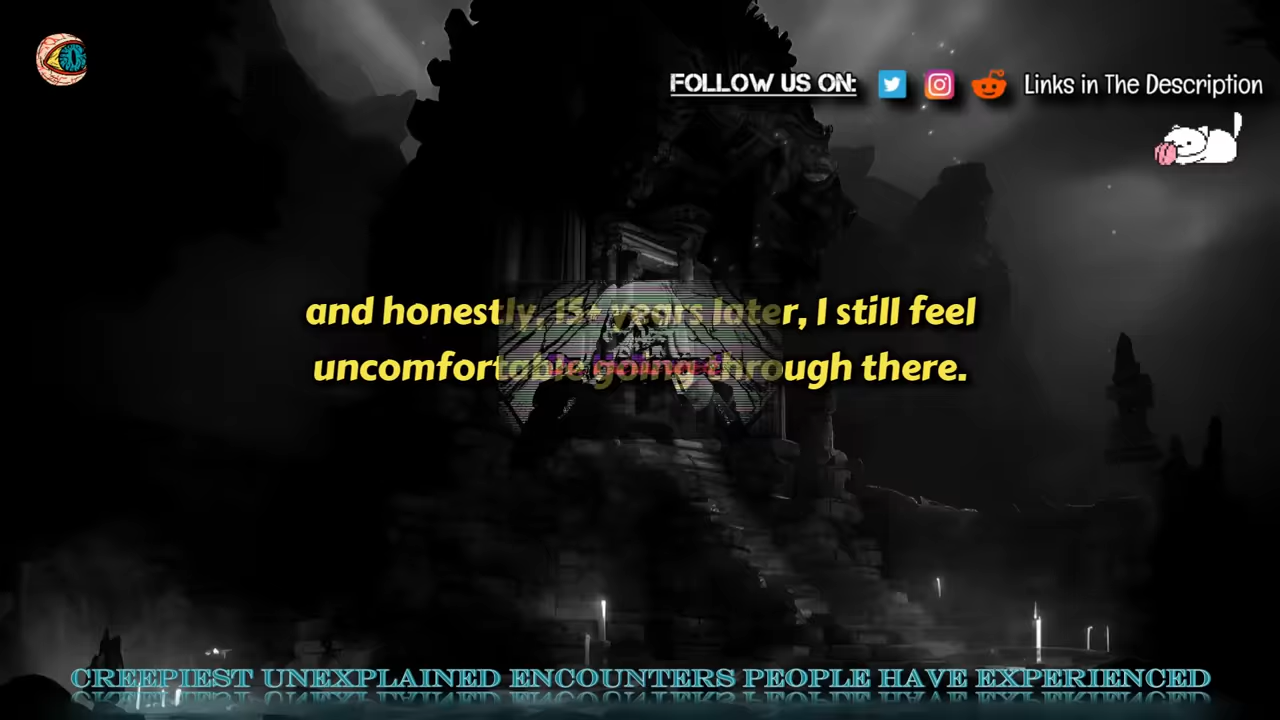 FOLLOW US ON: Links in The Description
and honestly, 15+ years later, I still feel
uncomfortable going through there.
CREEPIEST UNEXPLAINED ENCOUNTERS PEOPLE HAVE EXPERIENCED